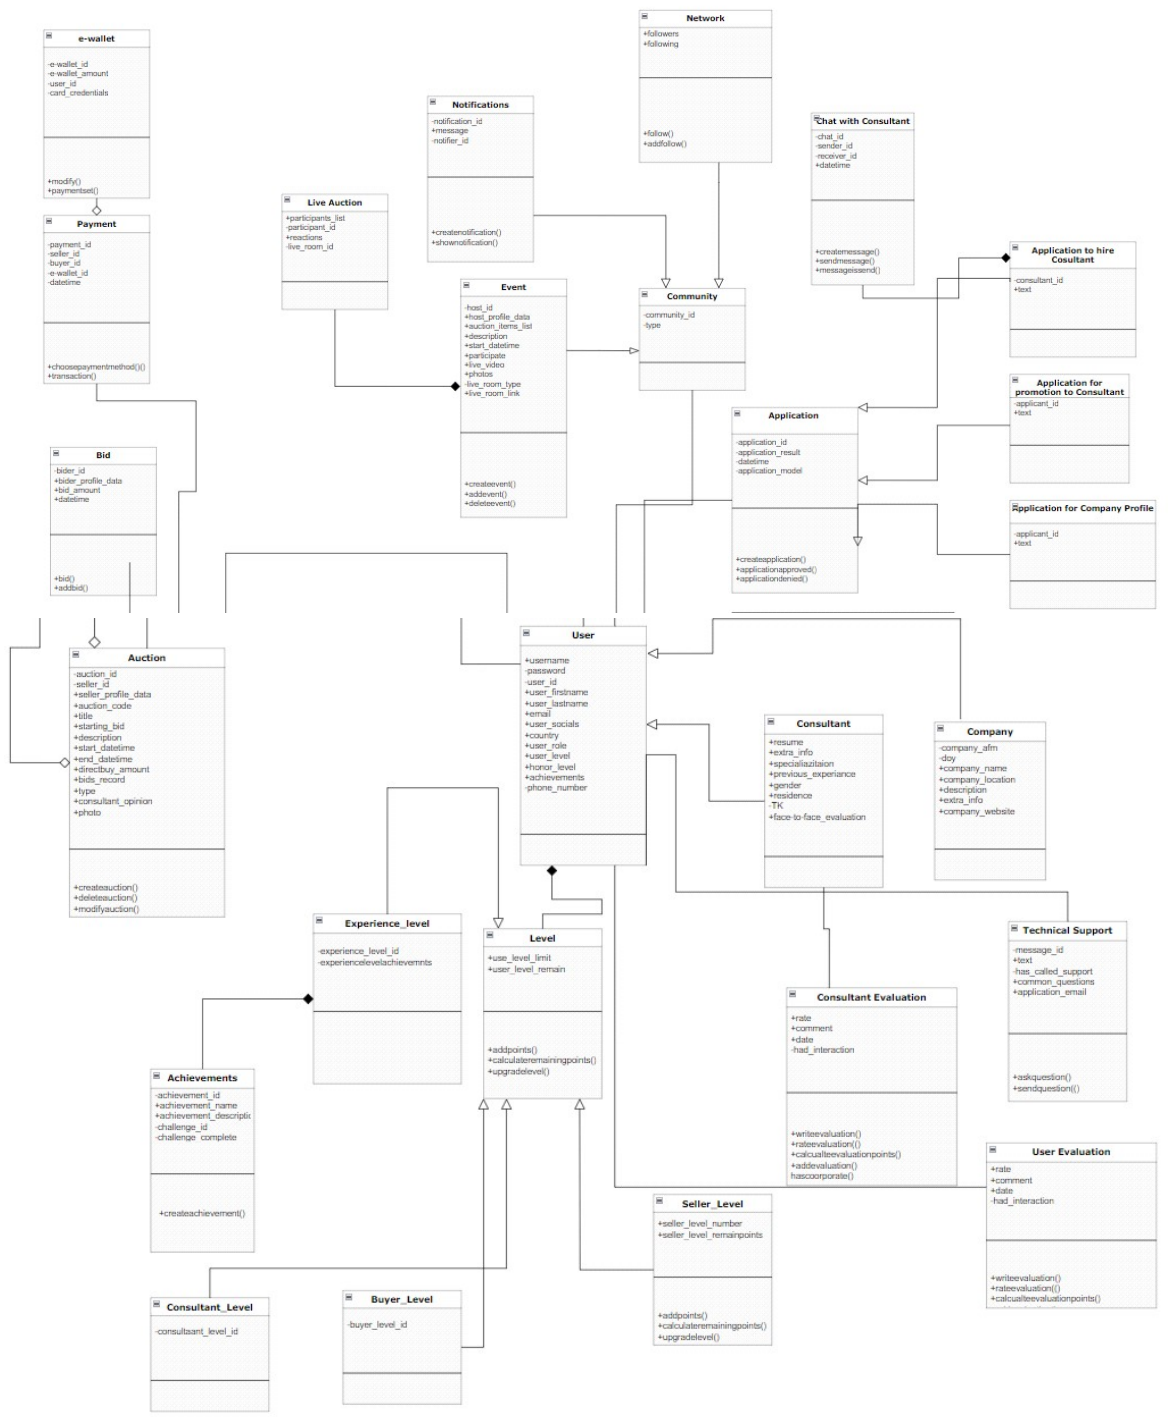 e-wallet
-e-wallet_id
-e-wallet_amount
-user_id
-card_credentials
+modify()
+paymentset()
Network
+followers
+following
+follow()
+addfollow()
Notifications
-notification_id
+message
-notifier_id
+createnotification()
+shownotification()
Chat with Consultant
-chat_id
-sender_id
-receiver_id
+datetime
+createmessage()
+sendmessage()
+messageissend()
Live Auction
+participants_list
-participant_id
+reactions
-live_room_id
Payment
-payment_id
-seller_id
-buyer_id
-e-wallet_id
-datetime
+choosepaymentmethod()()
+transaction()
Application to hire
Cosultant
-consultant_id
+text
Event
-host_id
+host_profile_data
+auction_items_list
+description
+start_datetime
+participate
+live_video
+photos
-live_room_type
+live_room_link
+createevent()
+addevent()
+deleteevent()
Community
-community_id
-type
Application for
promotion to Consultant
-applicant_id
+text
Application
-application_id
-application_result
-datetime
-application_model
+createapplication()
+applicationapproved()
+applicationdenied()
Bid
-bider_id
+bider_profile_data
+bid_amount
+datetime
+bid()
+addbid()
Application for Company Profile
-applicant_id
+text
User
+username
-password
-user_id
+user_firstname
+user_lastname
+email
+user_socials
+country
+user_role
+user_level
+honor_level
+achievements
-phone_number
Auction
-auction_id
-seller_id
+seller_profile_data
+auction_code
+title
+starting_bid
+description
+start_datetime
+end_datetime
+directbuy_amount
+bids_record
+type
+consultant_opinion
+photo
+createauction()
+deleteauction()
+modifyauction()
Consultant
+resume
+extra_info
+specialiazitaion
+previous_experiance
+gender
+residence
-TK
+face-to-face_evaluation
Company
-company_afm
-doy
+company_name
+company_location
+description
+extra_info
+company_website
Experience_level
-experience_level_id
-experiencelevelachievemnts
Level
+use_level_limit
+user_level_remain
+addpoints()
+calculateremainingpoints()
+upgradelevel()
Technical Support
-message_id
+text
-has_called_support
+common_questions
+application_email
+askquestion()
+sendquestion(()
Consultant Evaluation
+rate
+comment
+date
-had_interaction
+writeevaluation()
+rateevaluation(()
+calcualteevaluationpoints()
+addevaluation()
hascoorporate()
Achievements
-achievement_id
+achievement_name
+achievement_descriptic
-challenge_id
-challenge_complete
+createachievement()
User Evaluation
+rate
+comment
+date
-had_interaction
+writeevaluation()
+rateevaluation(()
+calcualteevaluationpoints()
Seller_Level
+seller_level_number
+seller_level_remainpoints
+addpoints()
+calculateremainingpoints()
+upgradelevel()
Consultant_Level
-consultaant_level_id
Buyer_Level
-buyer_level_id